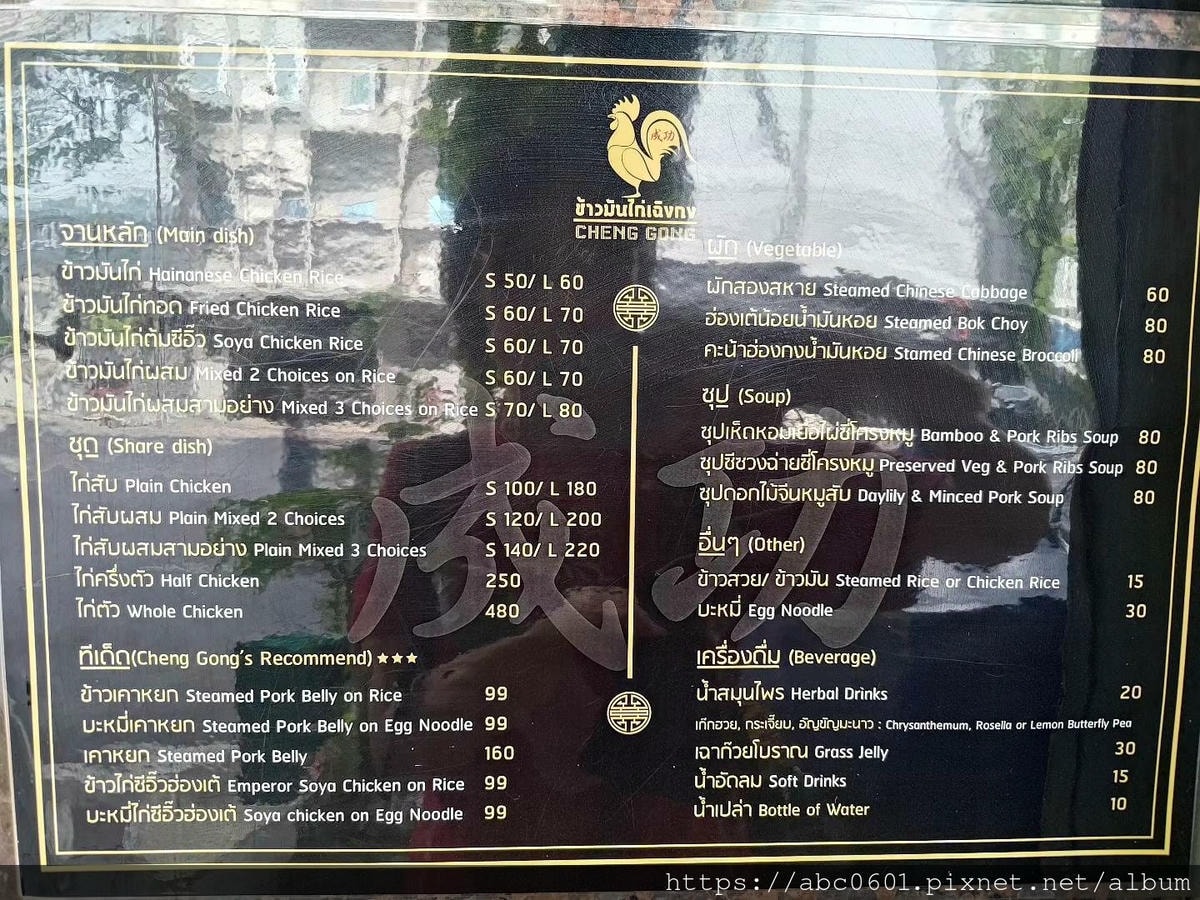 成功
ข้าวมันไก่เฉิงกง
CHENG GONG
จานหลัก (Main dish)
ข้าวมันไก่ Hainanese Chicken Rice S 50/ L 60
ข้าวมันไก่ทอด Fried Chicken Rice S 60/ L 70
ข้าวมันไก่ต้มซีอิ๊ว Soya Chicken Rice S 60/ L 70
ข้าวมันไก่ผสม Mixed 2 Choices on Rice S 60/ L 70
ข้าวมันไก่ผสมสามอย่าง Mixed 3 Choices on Rice S 70/ L 80
ชุด (Share dish)
ไก่สับ Plain Chicken S 100/ L 180
ไก่สับผสม Plain Mixed 2 Choices S 120/ L 200
ไก่สับผสมสามอย่าง Plain Mixed 3 Choices S 140/ L 220
ไก่ครึ่งตัว Half Chicken 250
ไก่ตัว Whole Chicken 480
ทีเด็ด(Cheng Gong's Recommend)★★★
ข้าวเคาหยก Steamed Pork Belly on Rice 99
บะหมี่เคาหยก Steamed Pork Belly on Egg Noodle 99
เคาหยก Steamed Pork Belly 160
ข้าวไก่ซีอิ๊วฮ่องเต้ Emperor Soya Chicken on Rice 99
บะหมี่ไก่ซีอิ๊วฮ่องเต้ Soya chicken on Egg Noodle 99
ผัก (Vegetable)
ผักสองสหาย Steamed Chinese Cabbage 60
ฮ่องเต้น้อยน้ำมันหอย Steamed Bok Choy 80
คะน้าฮ่องกงน้ำมันหอย Stamed Chinese Broccoli 80
ซุป (Soup)
ซุปเห็ดหอมเยื่อไผ่ซี่โครงหมู Bamboo & Pork Ribs Soup 80
ซุปซีซวงฉ่ายซี่โครงหมู Preserved Veg & Pork Ribs Soup 80
ซุปดอกไม้จีนหมูสับ Daylily & Minced Pork Soup 80
อื่นๆ (Other)
ข้าวสวย/ ข้าวมัน Steamed Rice or Chicken Rice 15
บะหมี่ Egg Noodle 30
เครื่องดื่ม (Beverage)
น้ำสมุนไพร Herbal Drinks 20
เก๊กฮวย, กระเจี๊ยบ, อัญชัญมะนาว : Chrysanthemum, Rosella or Lemon Butterfly Pea
เฉาก๊วยโบราณ Grass Jelly 30
น้ำอัดลม Soft Drinks 15
น้ำเปล่า Bottle of Water 10
成功
https://abc0601.pixnet.net/album